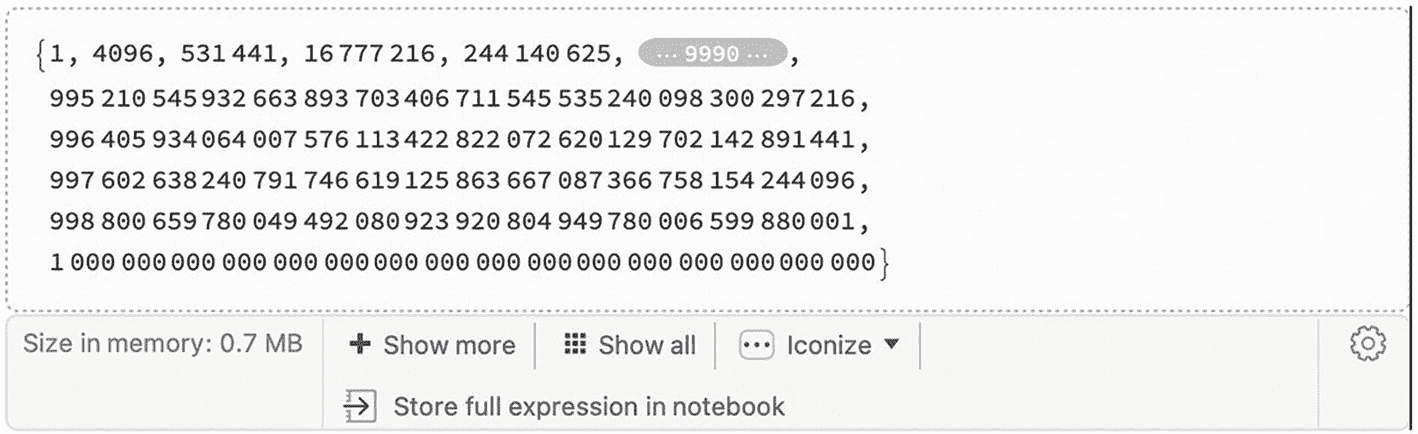 {1, 4096, 531 441, 16 777 216, 244 140 625, ··· 9990 ··· ,
995 210 545 932 663 893 703 406 711 545 535 240 098 300 297 216,
996 405 934 064 007 576 113 422 822 072 620 129 702 142 891 441,
997 602 638 240 791 746 619 125 863 667 087 366 758 154 244 096,
998 800 659 780 049 492 080 923 920 804 949 780 006 599 880 001,
1 000 000 000 000 000 000 000 000 000 000 000 000 000 000 000 000}
Size in memory: 0.7 MB + Show more Show all ··· Iconize ▼
Store full expression in notebook